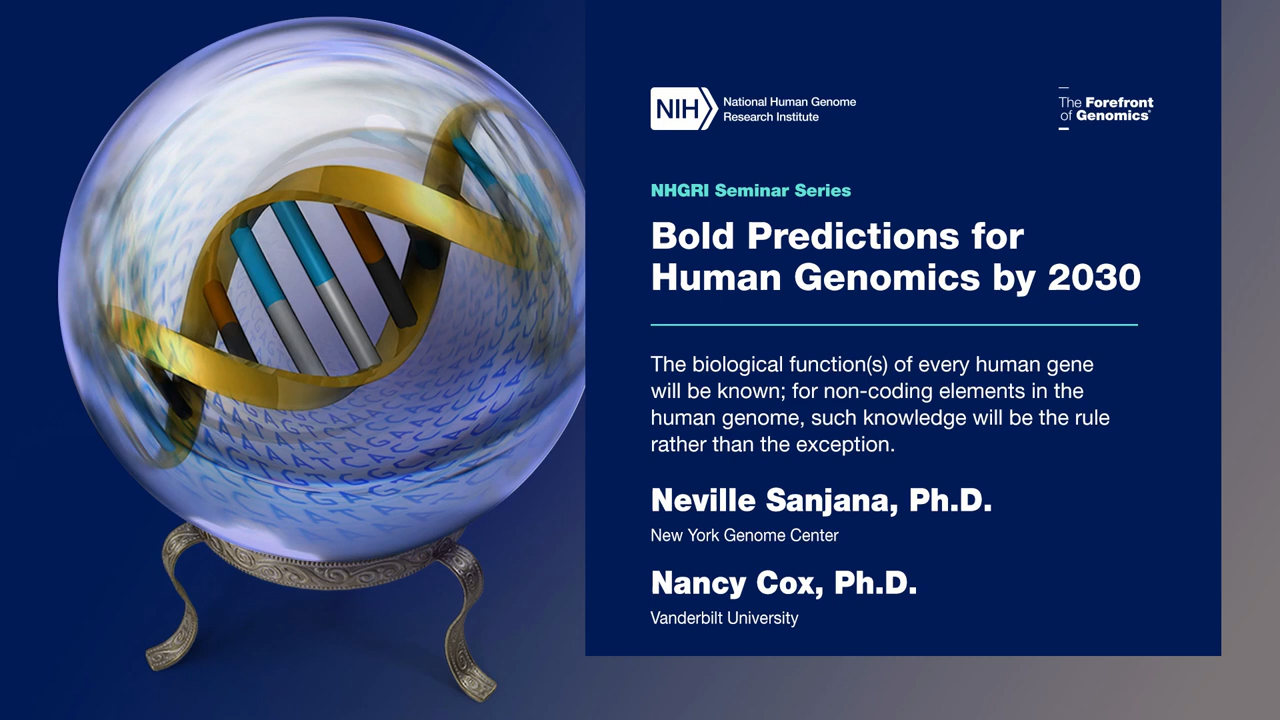 NIH
National Human Genome
Research Institute
The Forefront
of Genomics®
NHGRI Seminar Series
Bold Predictions for
Human Genomics by 2030
The biological function(s) of every human gene
will be known; for non-coding elements in the
human genome, such knowledge will be the rule
rather than the exception.
Neville Sanjana, Ph.D.
New York Genome Center
Nancy Cox, Ph.D.
Vanderbilt University